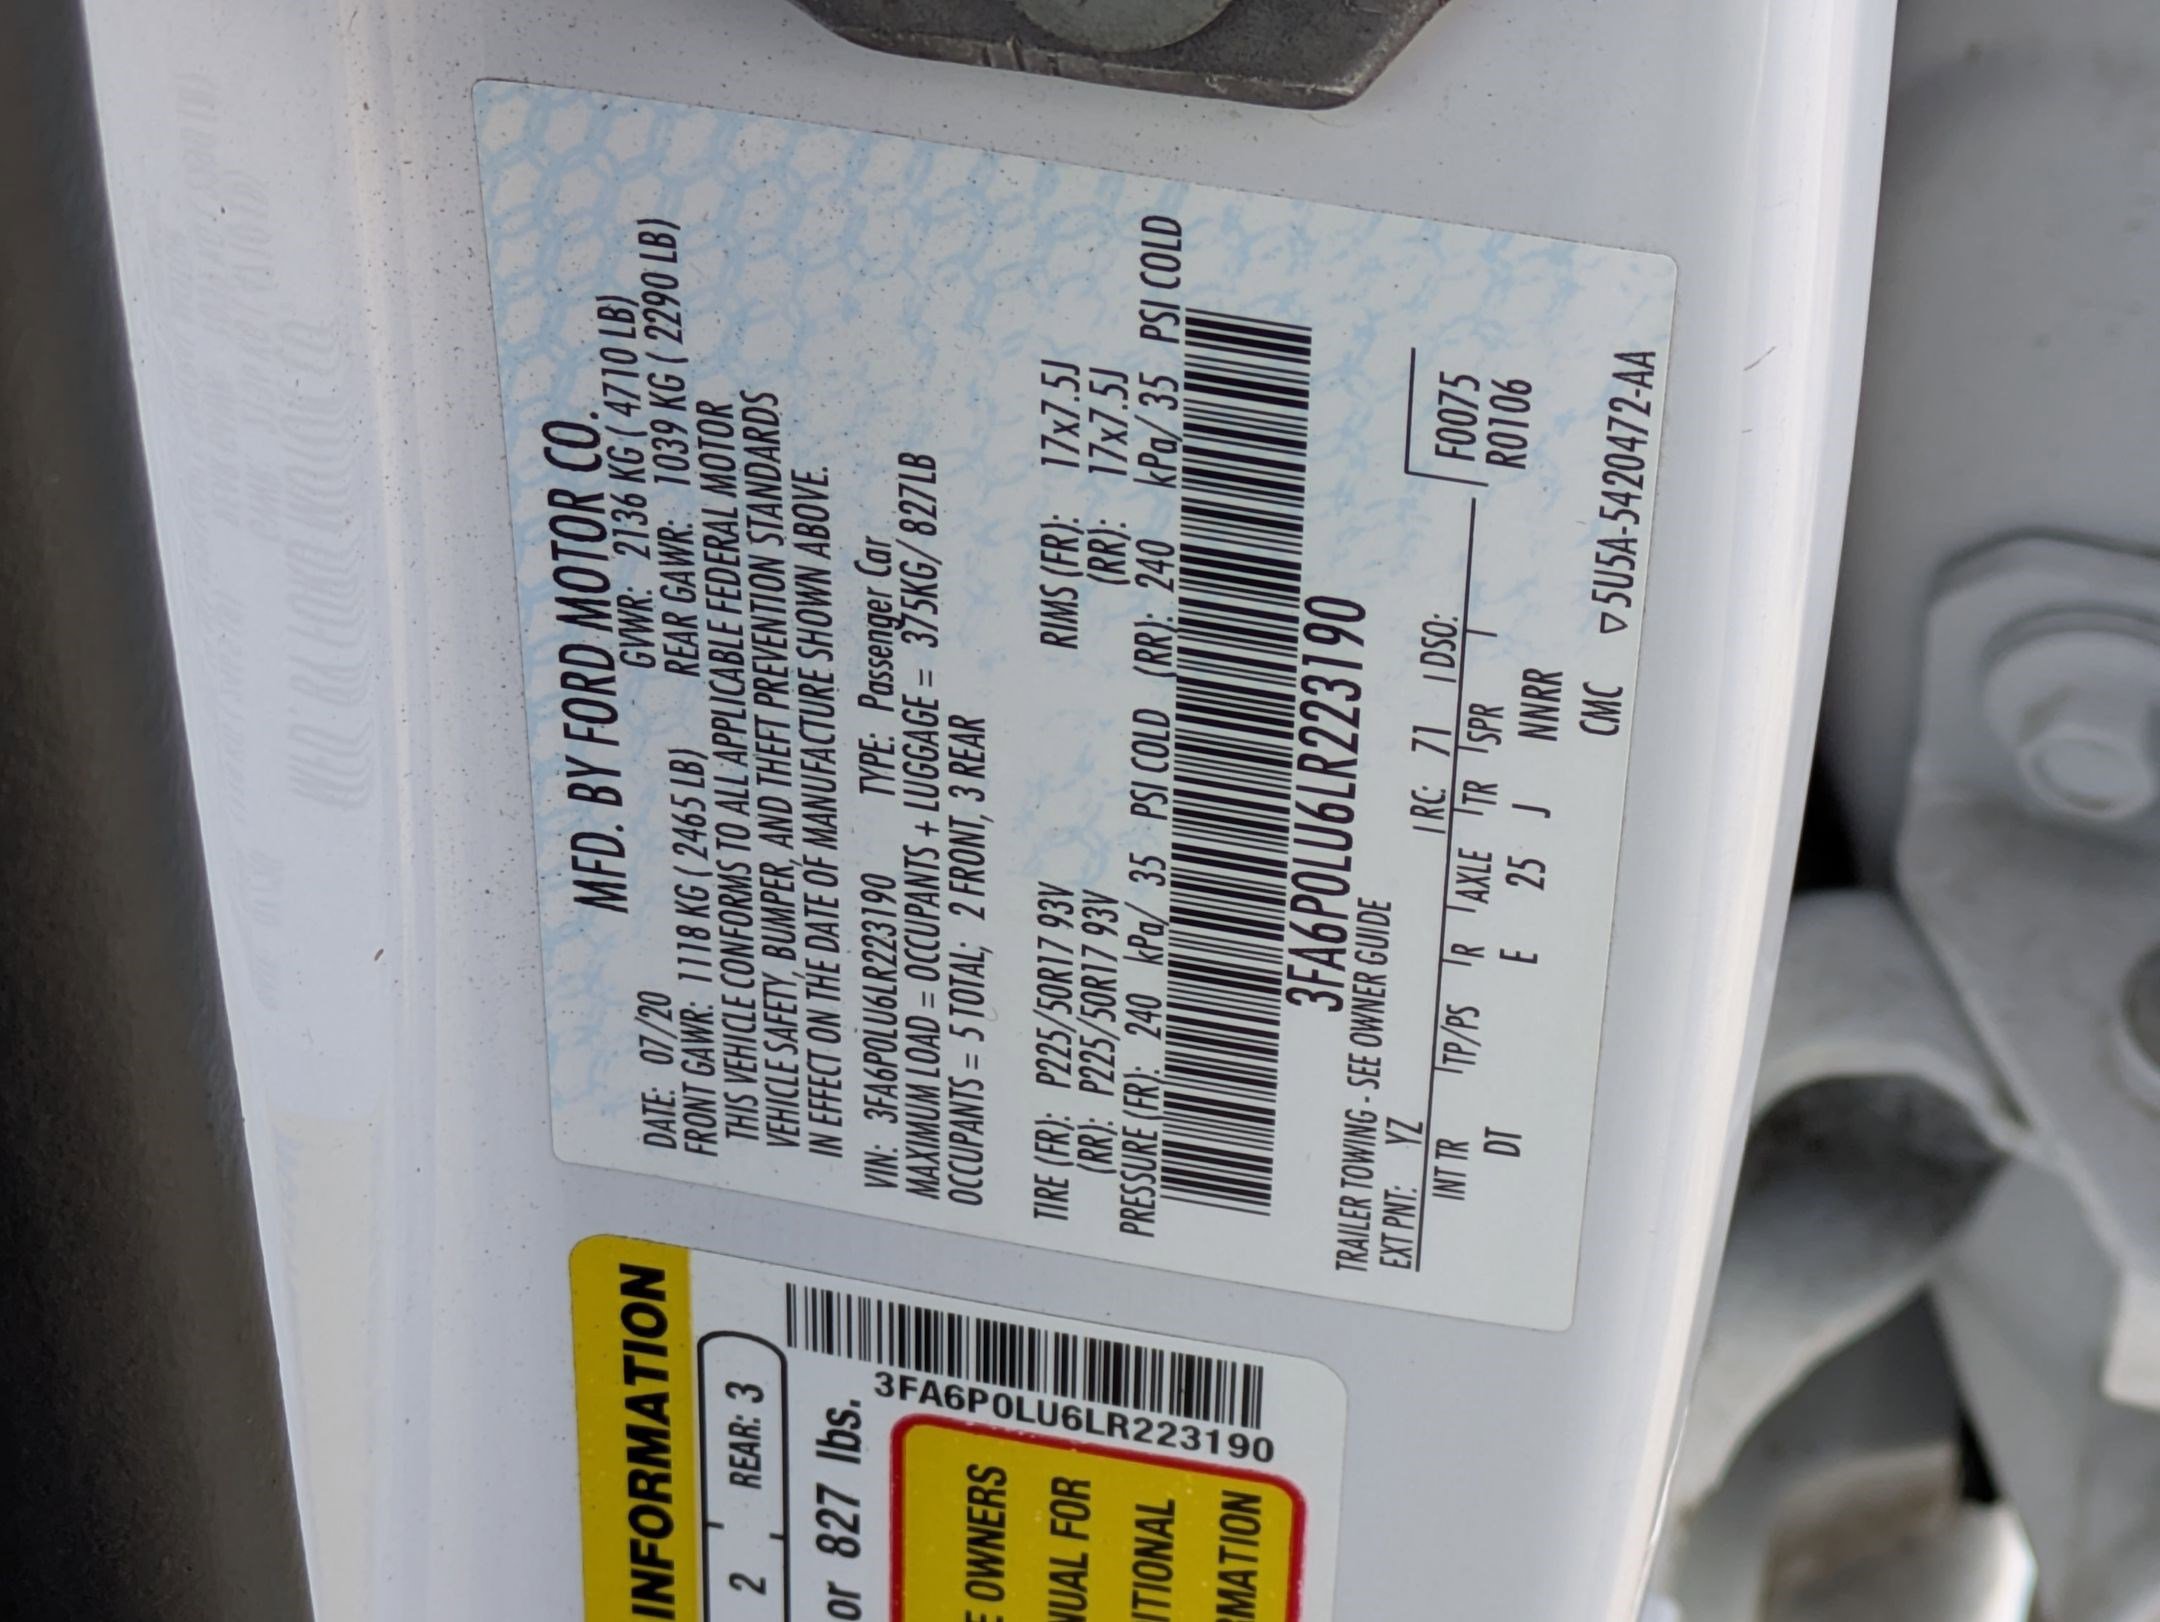 MFD. BY FORD MOTOR CO.
DATE: 07/20 GVWR: 2136 KG ( 4710 LB)
FRONT GAWR: 1118 KG ( 2465 LB) REAR GAWR: 1039 KG ( 2290 LB)
THIS VEHICLE CONFORMS TO ALL APPLICABLE FEDERAL MOTOR
VEHICLE SAFETY, BUMPER, AND THEFT PREVENTION STANDARDS
IN EFFECT ON THE DATE OF MANUFACTURE SHOWN ABOVE.
VIN: 3FA6P0LU6LR223190 TYPE: Passenger Car
MAXIMUM LOAD = OCCUPANTS + LUGGAGE = 375KG/ 827LB
OCCUPANTS = 5 TOTAL; 2 FRONT, 3 REAR
TIRE (FR): P225/50R17 93V RIMS (FR): 17x7.5J
(RR): P225/50R17 93V (RR): 17x7.5J
PRESSURE (FR): 240 kPa/ 35 PSI COLD (RR): 240 kPa/ 35 PSI COLD
3FA6P0LU6LR223190
TRAILER TOWING - SEE OWNER GUIDE
EXT PNT: YZ RC: 71 DSO:
INT TR TP/PS R AXLE TR SPR F0075
DT E 25 J NNRR R0106
CMC ▽5U5A-5420472-AA
INFORMATION
2 REAR: 3
or 827 lbs.
3FA6P0LU6LR223190
OWNERS
FOR